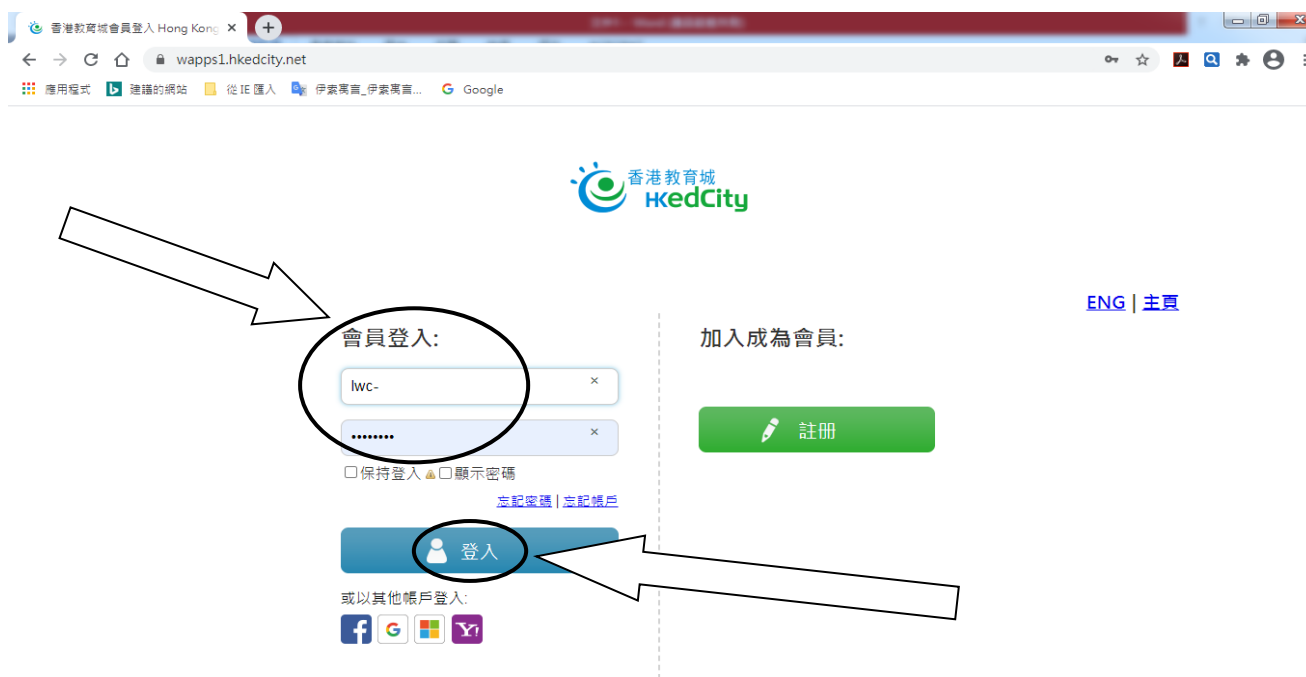 香港教育城會員登入 Hong Kong
wapps1.hkedcity.net
應用程式 建議的網站 從 IE 匯入 伊索寓言_伊索寓言... Google
香港教育城
HKedCity
ENG | 主頁
會員登入:
lwc-
••••••••
保持登入 顯示密碼
忘記密碼 | 忘記帳戶
登入
或以其他帳戶登入:
加入成為會員:
註冊